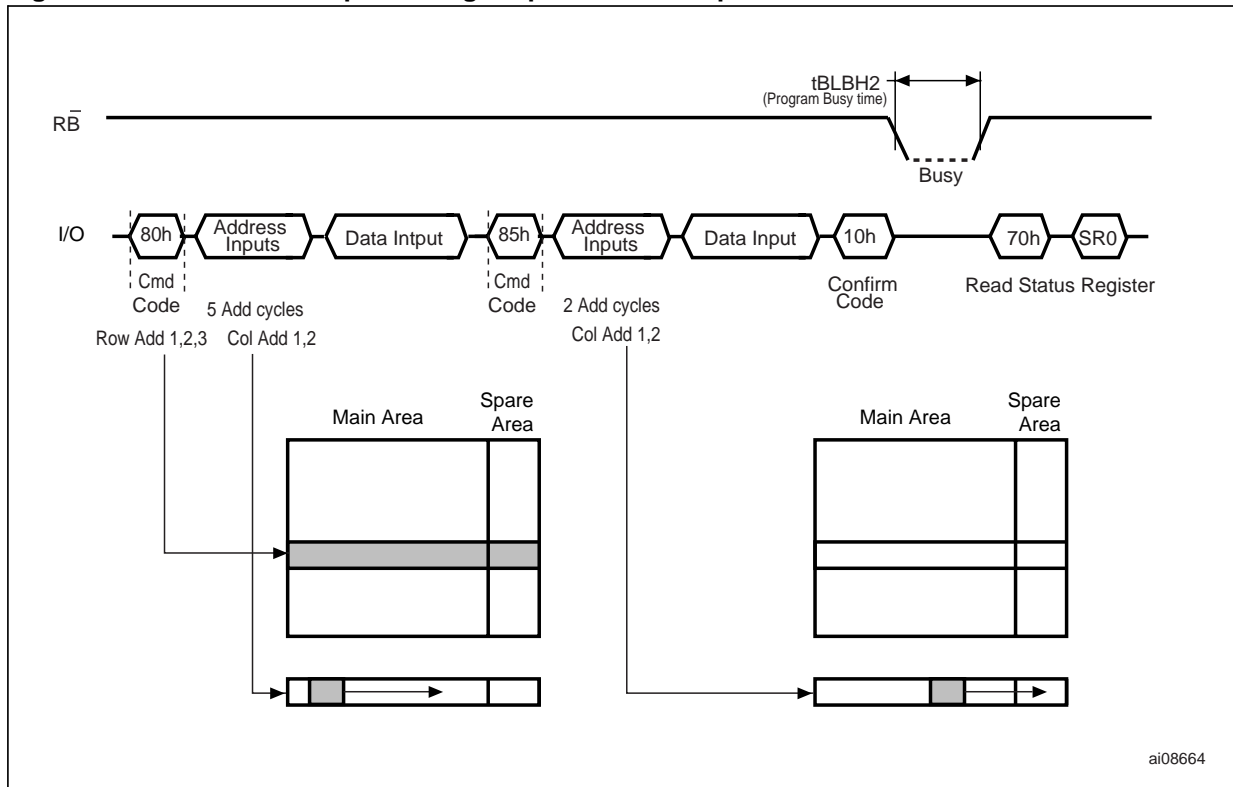 tBLBH2
(Program Busy time)
RB̅
Busy
I/O
80h
Address
Inputs
Data Intput
85h
Address
Inputs
Data Input
10h
70h
SR0
Cmd
Code
Cmd
Code
Confirm
Code
Read Status Register
5 Add cycles
2 Add cycles
Row Add 1,2,3
Col Add 1,2
Col Add 1,2
Main Area
Spare
Area
Main Area
Spare
Area
ai08664